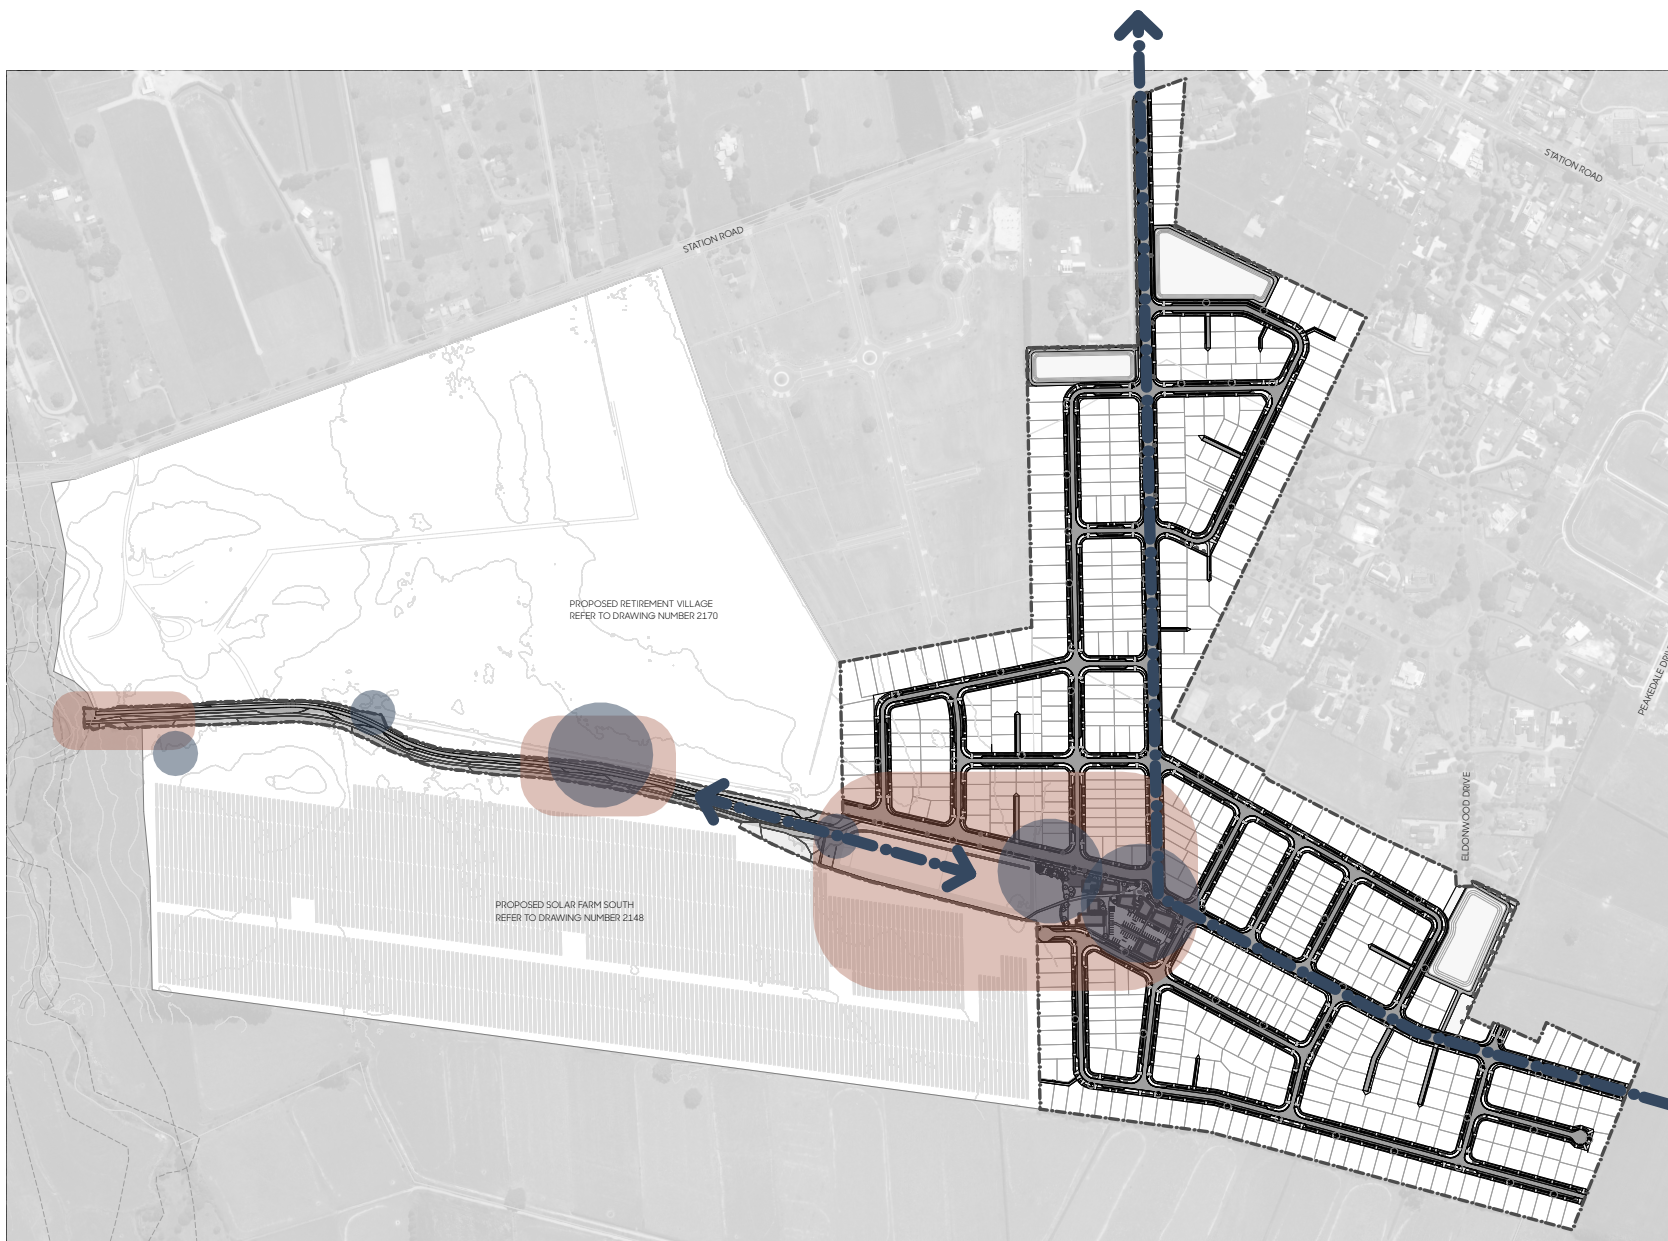 STATION ROAD
STATION ROAD
PROPOSED RETIREMENT VILLAGE
REFER TO DRAWING NUMBER 2170
PEAKEDALE
ELDONWOOD DRIVE
PROPOSED SOLAR FARM SOUTH
REFER TO DRAWING NUMBER 2148